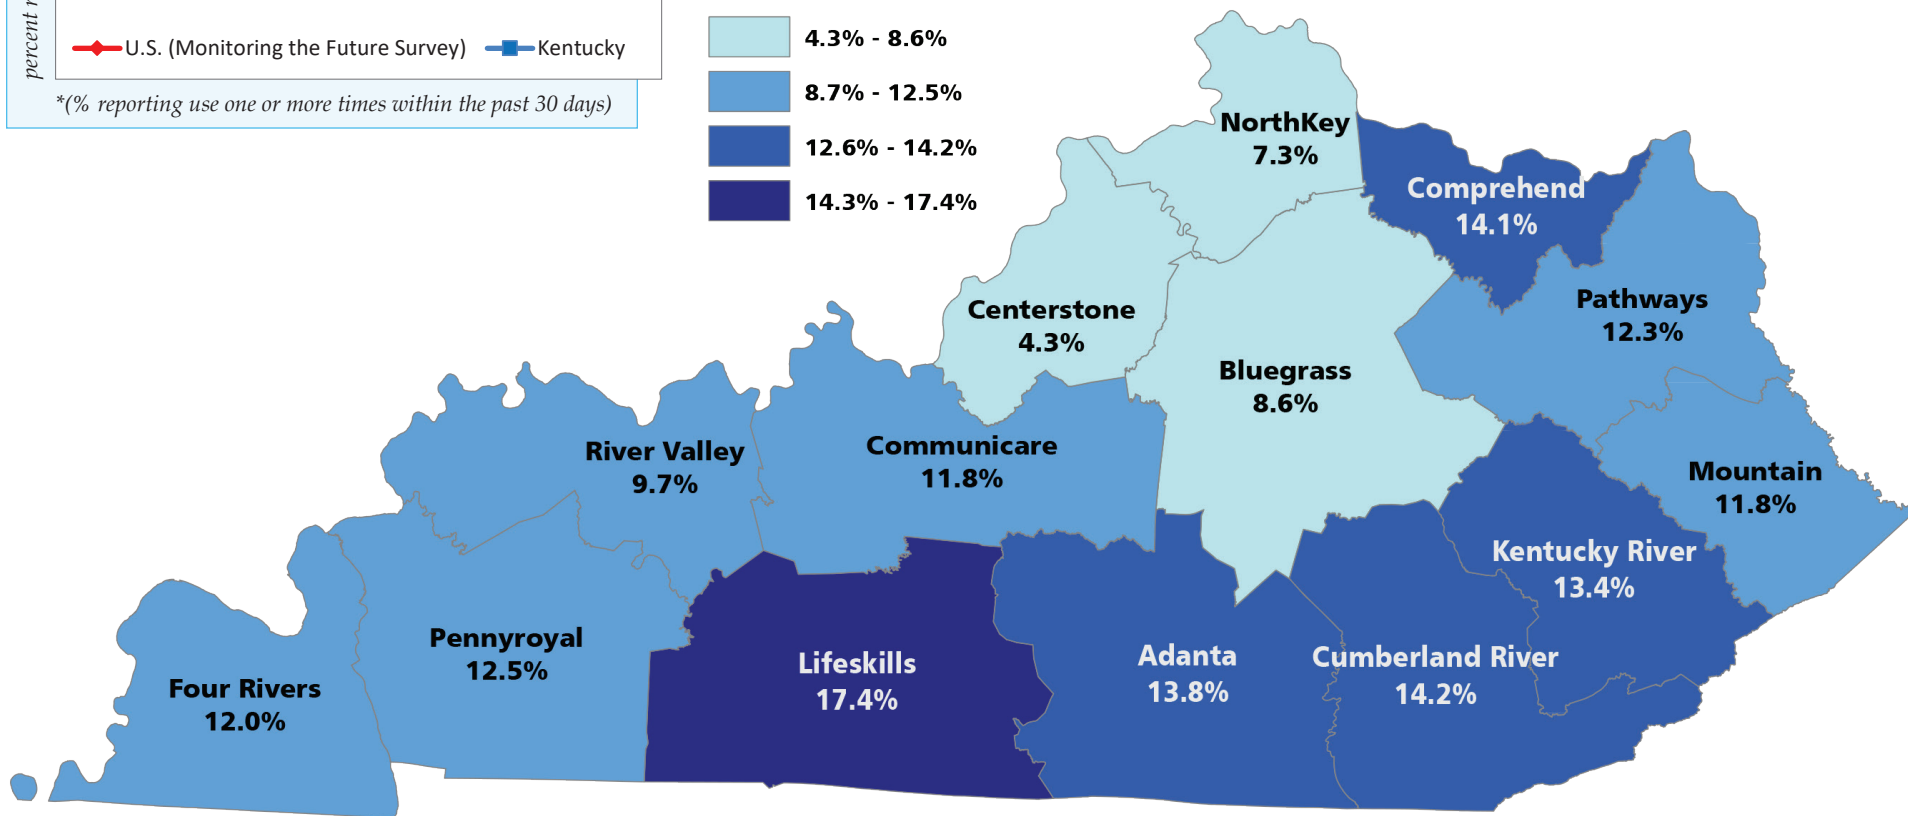 percent r
U.S. (Monitoring the Future Survey) Kentucky
*(% reporting use one or more times within the past 30 days)
4.3% - 8.6%
8.7% - 12.5%
12.6% - 14.2%
14.3% - 17.4%
NorthKey
7.3%
Comprehend
14.1%
Pathways
12.3%
Centerstone
4.3%
Bluegrass
8.6%
River Valley
9.7%
Communicare
11.8%
Mountain
11.8%
Kentucky River
13.4%
Pennyroyal
12.5%
Four Rivers
12.0%
Lifeskills
17.4%
Adanta
13.8%
Cumberland River
14.2%